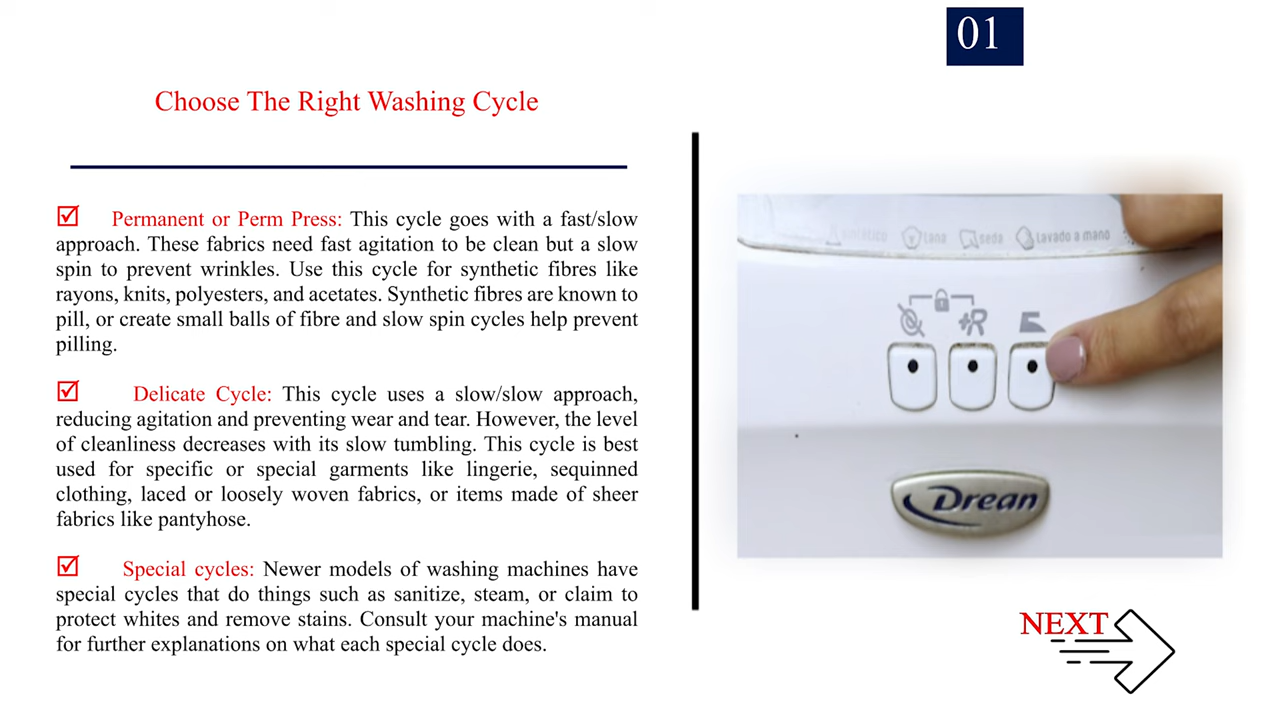 01
Choose The Right Washing Cycle
Permanent or Perm Press: This cycle goes with a fast/slow
approach. These fabrics need fast agitation to be clean but a slow
spin to prevent wrinkles. Use this cycle for synthetic fibres like
rayons, knits, polyesters, and acetates. Synthetic fibres are known to
pill, or create small balls of fibre and slow spin cycles help prevent
pilling.
Delicate Cycle: This cycle uses a slow/slow approach,
reducing agitation and preventing wear and tear. However, the level
of cleanliness decreases with its slow tumbling. This cycle is best
used for specific or special garments like lingerie, sequinned
clothing, laced or loosely woven fabrics, or items made of sheer
fabrics like pantyhose.
Special cycles: Newer models of washing machines have
special cycles that do things such as sanitize, steam, or claim to
protect whites and remove stains. Consult your machine's manual
for further explanations on what each special cycle does.
lana seda Lavado a mano
+R
Drean
NEXT